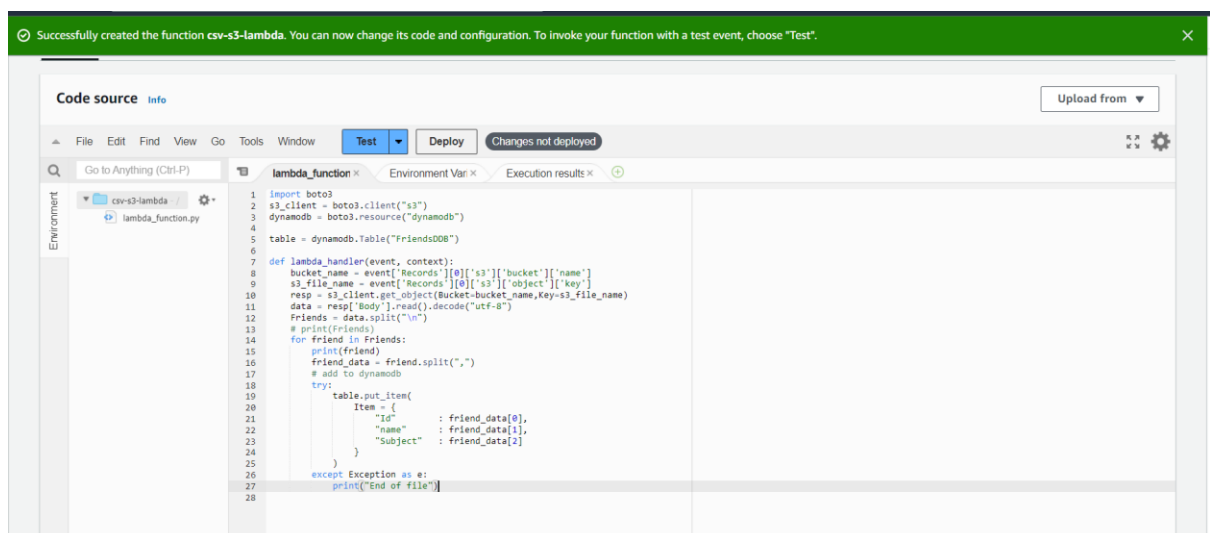 Successfully created the function csv-s3-lambda. You can now change its code and configuration. To invoke your function with a test event, choose "Test".
Code source Info
Upload from
File Edit Find View Go Tools Window Test Deploy Changes not deployed
Go to Anything (Ctrl-P)
lambda_function Environment Var Execution results
Environment
csv-s3-lambda - /
lambda_function.py
1 import boto3
2 s3_client = boto3.client("s3")
3 dynamodb = boto3.resource("dynamodb")
4
5 table = dynamodb.Table("FriendsDDB")
6
7 def lambda_handler(event, context):
8     bucket_name = event['Records'][0]['s3']['bucket']['name']
9     s3_file_name = event['Records'][0]['s3']['object']['key']
10     resp = s3_client.get_object(Bucket=bucket_name,Key=s3_file_name)
11     data = resp['Body'].read().decode("utf-8")
12     Friends = data.split("\n")
13     # print(Friends)
14     for friend in Friends:
15         print(friend)
16         friend_data = friend.split(",")
17         # add to dynamodb
18         try:
19             table.put_item(
20                 Item = {
21                     "Id"        : friend_data[0],
22                     "name"      : friend_data[1],
23                     "Subject"   : friend_data[2]
24                 }
25             )
26         except Exception as e:
27             print("End of file")
28